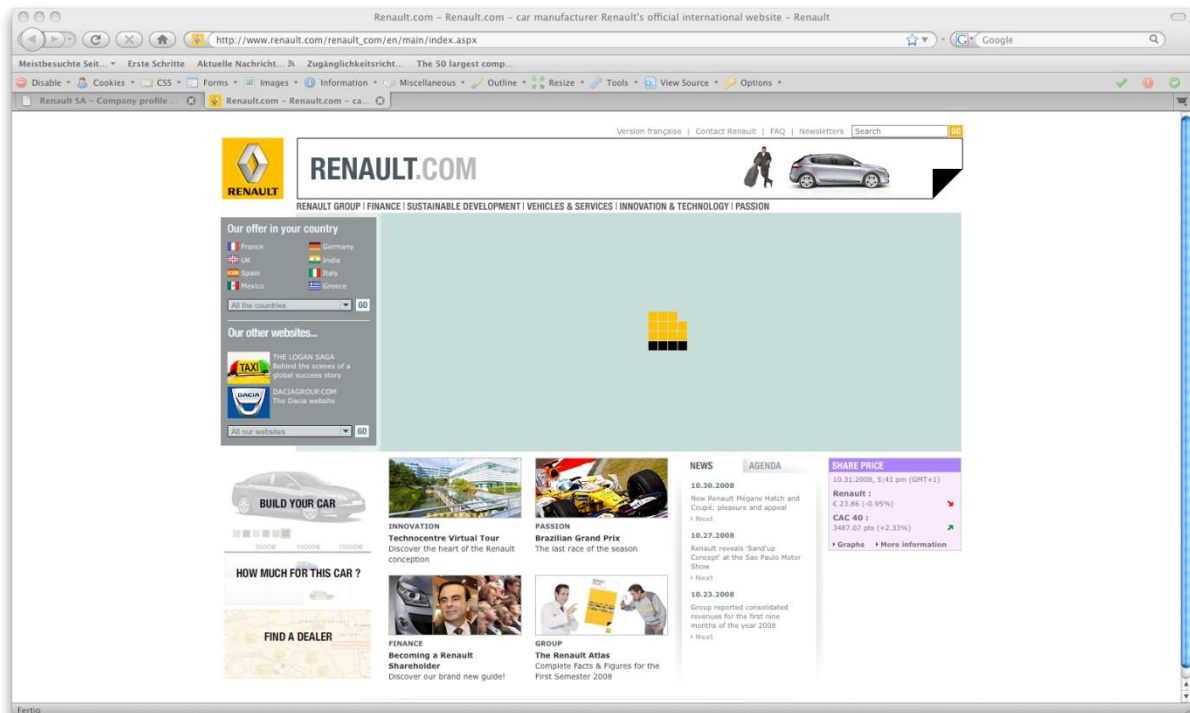 Renault.com – Renault.com – car manufacturer Renault's official international website – Renault
http://www.renault.com/renault_com/en/main/index.aspx
Google
Meistbesuchte Seit... Erste Schritte Aktuelle Nachricht... Zugänglichkeitsricht... The 50 largest comp...
Disable Cookies CSS Forms Images Information Miscellaneous Outline Resize Tools View Source Options
Renault SA – Company profile ... Renault.com – Renault.com – ca...
Version française | Contact Renault | FAQ | Newsletters Search GO
RENAULT
RENAULT.COM
RENAULT GROUP | FINANCE | SUSTAINABLE DEVELOPMENT | VEHICLES & SERVICES | INNOVATION & TECHNOLOGY | PASSION
Our offer in your country
France Germany
UK India
Spain Italy
Mexico Greece
All the countries GO
Our other websites...
TAXI
THE LOGAN SAGA
Behind the scenes of a
global success story
DACIA
DACIAGROUP.COM
The Dacia website
All our websites GO
BUILD YOUR CAR
5000€ 10000€ 15000€
HOW MUCH FOR THIS CAR ?
FIND A DEALER
INNOVATION
Technocentre Virtual Tour
Discover the heart of the Renault
conception
PASSION
Brazilian Grand Prix
The last race of the season
FINANCE
Becoming a Renault
Shareholder
Discover our brand new guide!
GROUP
The Renault Atlas
Complete Facts & Figures for the
First Semester 2008
NEWS AGENDA
10.30.2008
New Renault Mégane Hatch and
Coupé: pleasure and appeal
Next
10.27.2008
Renault reveals 'Sand'up
Concept' at the Sao Paulo Motor
Show
Next
10.23.2008
Group reported consolidated
revenues for the first nine
months of the year 2008
Next
SHARE PRICE
10.31.2008, 5:41 pm (GMT+1)
Renault :
€ 23.86 (-0.95%)
CAC 40 :
3487.07 pts (+2.33%)
Graphs More information
Fertig